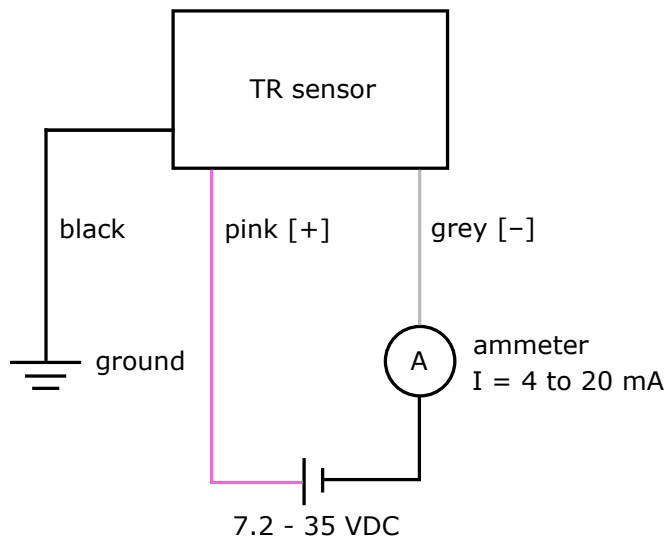 TR sensor
black
pink [+]
grey [–]
ground
A
ammeter
I = 4 to 20 mA
7.2 - 35 VDC